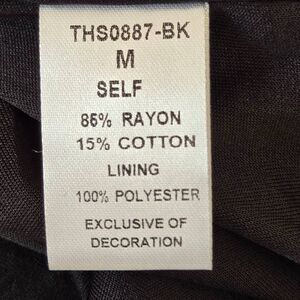 THS0887-BK
M
SELF
85% RAYON
15% COTTON
LINING
100% POLYESTER
EXCLUSIVE OF
DECORATION